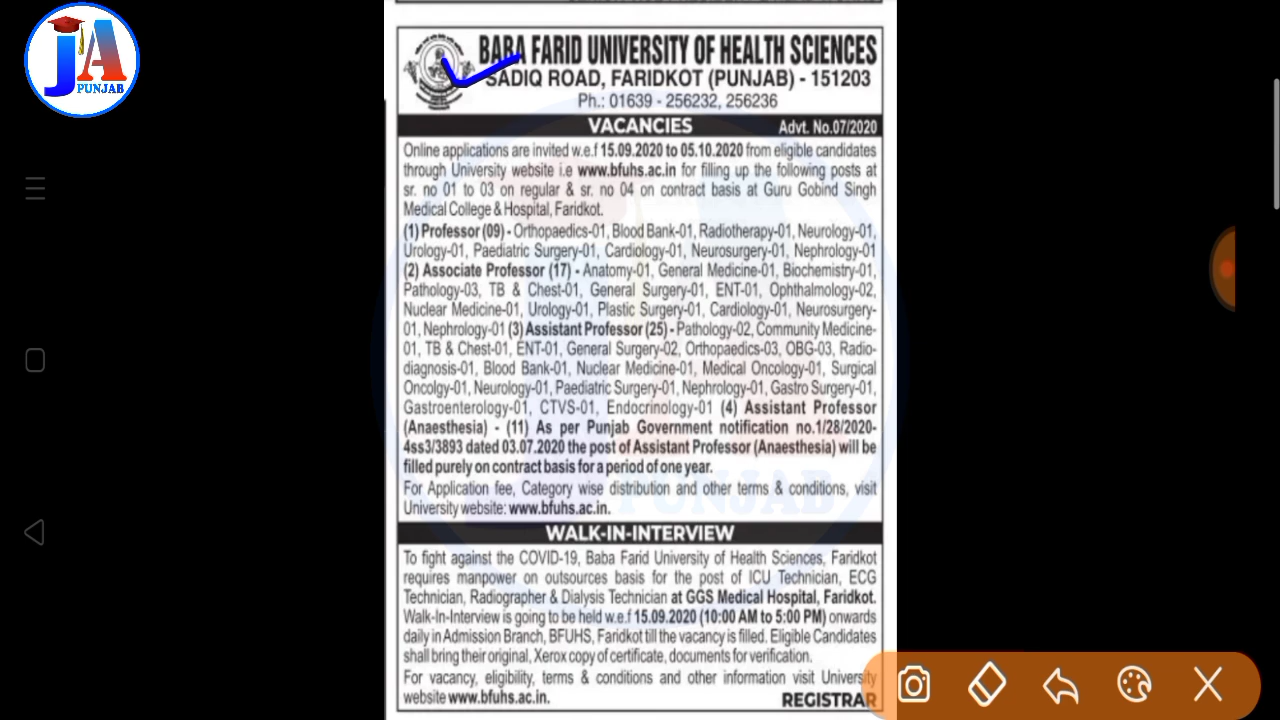 JA
PUNJAB
BABA FARID UNIVERSITY OF HEALTH SCIENCES
SADIQ ROAD, FARIDKOT (PUNJAB) - 151203
Ph.: 01639 - 256232, 256236
VACANCIES Advt. No.07/2020
Online applications are invited w.e.f 15.09.2020 to 05.10.2020 from eligible candidates
through University website i.e www.bfuhs.ac.in for filling up the following posts at
sr. no 01 to 03 on regular & sr. no 04 on contract basis at Guru Gobind Singh
Medical College & Hospital, Faridkot.
(1) Professor (09) - Orthopaedics-01, Blood Bank-01, Radiotherapy-01, Neurology-01,
Urology-01, Paediatric Surgery-01, Cardiology-01, Neurosurgery-01, Nephrology-01
(2) Associate Professor (17) - Anatomy-01, General Medicine-01, Biochemistry-01,
Pathology-03, TB & Chest-01, General Surgery-01, ENT-01, Ophthalmology-02,
Nuclear Medicine-01, Urology-01, Plastic Surgery-01, Cardiology-01, Neurosurgery-
01, Nephrology-01 (3) Assistant Professor (25) - Pathology-02, Community Medicine-
01, TB & Chest-01, ENT-01, General Surgery-02, Orthopaedics-03, OBG-03, Radio-
diagnosis-01, Blood Bank-01, Nuclear Medicine-01, Medical Oncology-01, Surgical
Oncolgy-01, Neurology-01, Paediatric Surgery-01, Nephrology-01, Gastro Surgery-01,
Gastroenterology-01, CTVS-01, Endocrinology-01 (4) Assistant Professor
(Anaesthesia) - (11) As per Punjab Government notification no.1/28/2020-
4ss3/3893 dated 03.07.2020 the post of Assistant Professor (Anaesthesia) will be
filled purely on contract basis for a period of one year.
For Application fee, Category wise distribution and other terms & conditions, visit
University website: www.bfuhs.ac.in.
PUNJAB
WALK-IN-INTERVIEW
To fight against the COVID-19, Baba Farid University of Health Sciences, Faridkot
requires manpower on outsources basis for the post of ICU Technician, ECG
Technician, Radiographer & Dialysis Technician at GGS Medical Hospital, Faridkot.
Walk-In-Interview is going to be held w.e.f 15.09.2020 (10:00 AM to 5:00 PM) onwards
daily in Admission Branch, BFUHS, Faridkot till the vacancy is filled. Eligible Candidates
shall bring their original, Xerox copy of certificate, documents for verification.
For vacancy, eligibility, terms & conditions and other information visit University
website www.bfuhs.ac.in. REGISTRAR